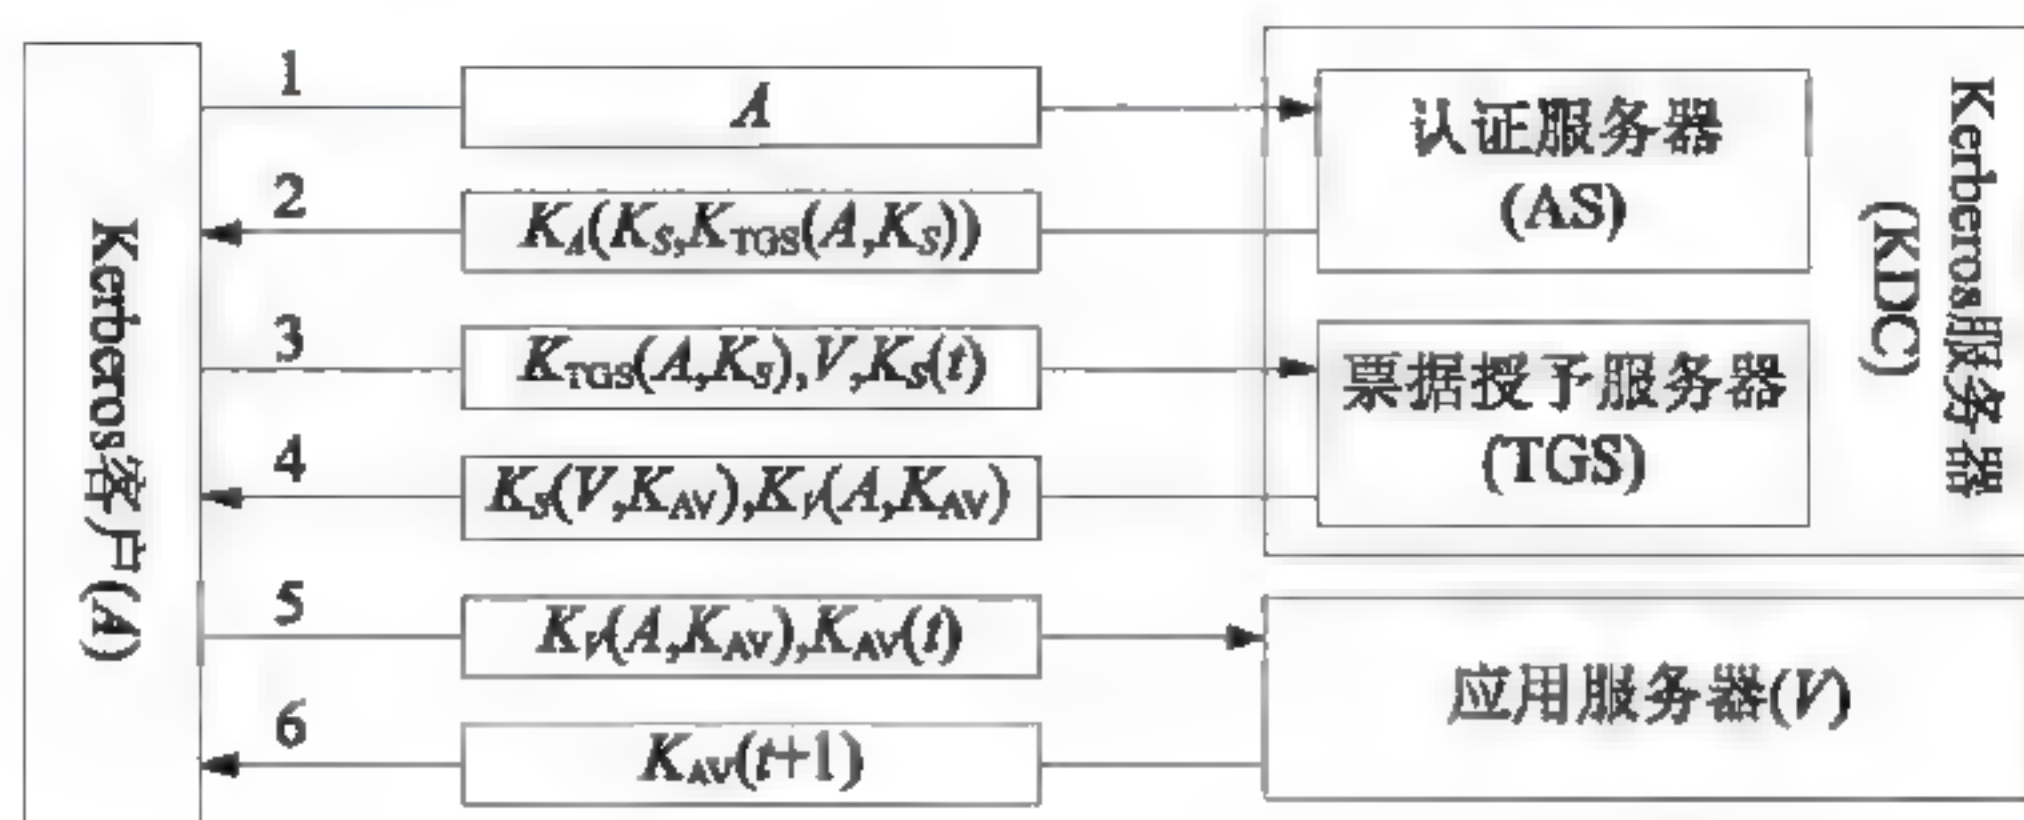 Kerberos客户(A)
1
A
2
K_A(K_S,K_TGS(A,K_S))
3
K_TGS(A,K_S),V,K_S(t)
4
K_S(V,K_AV),K_V(A,K_AV)
5
K_V(A,K_AV),K_AV(t)
6
K_AV(t+1)
认证服务器
(AS)
票据授予服务器
(TGS)
Kerberos服务器
(KDC)
应用服务器(V)